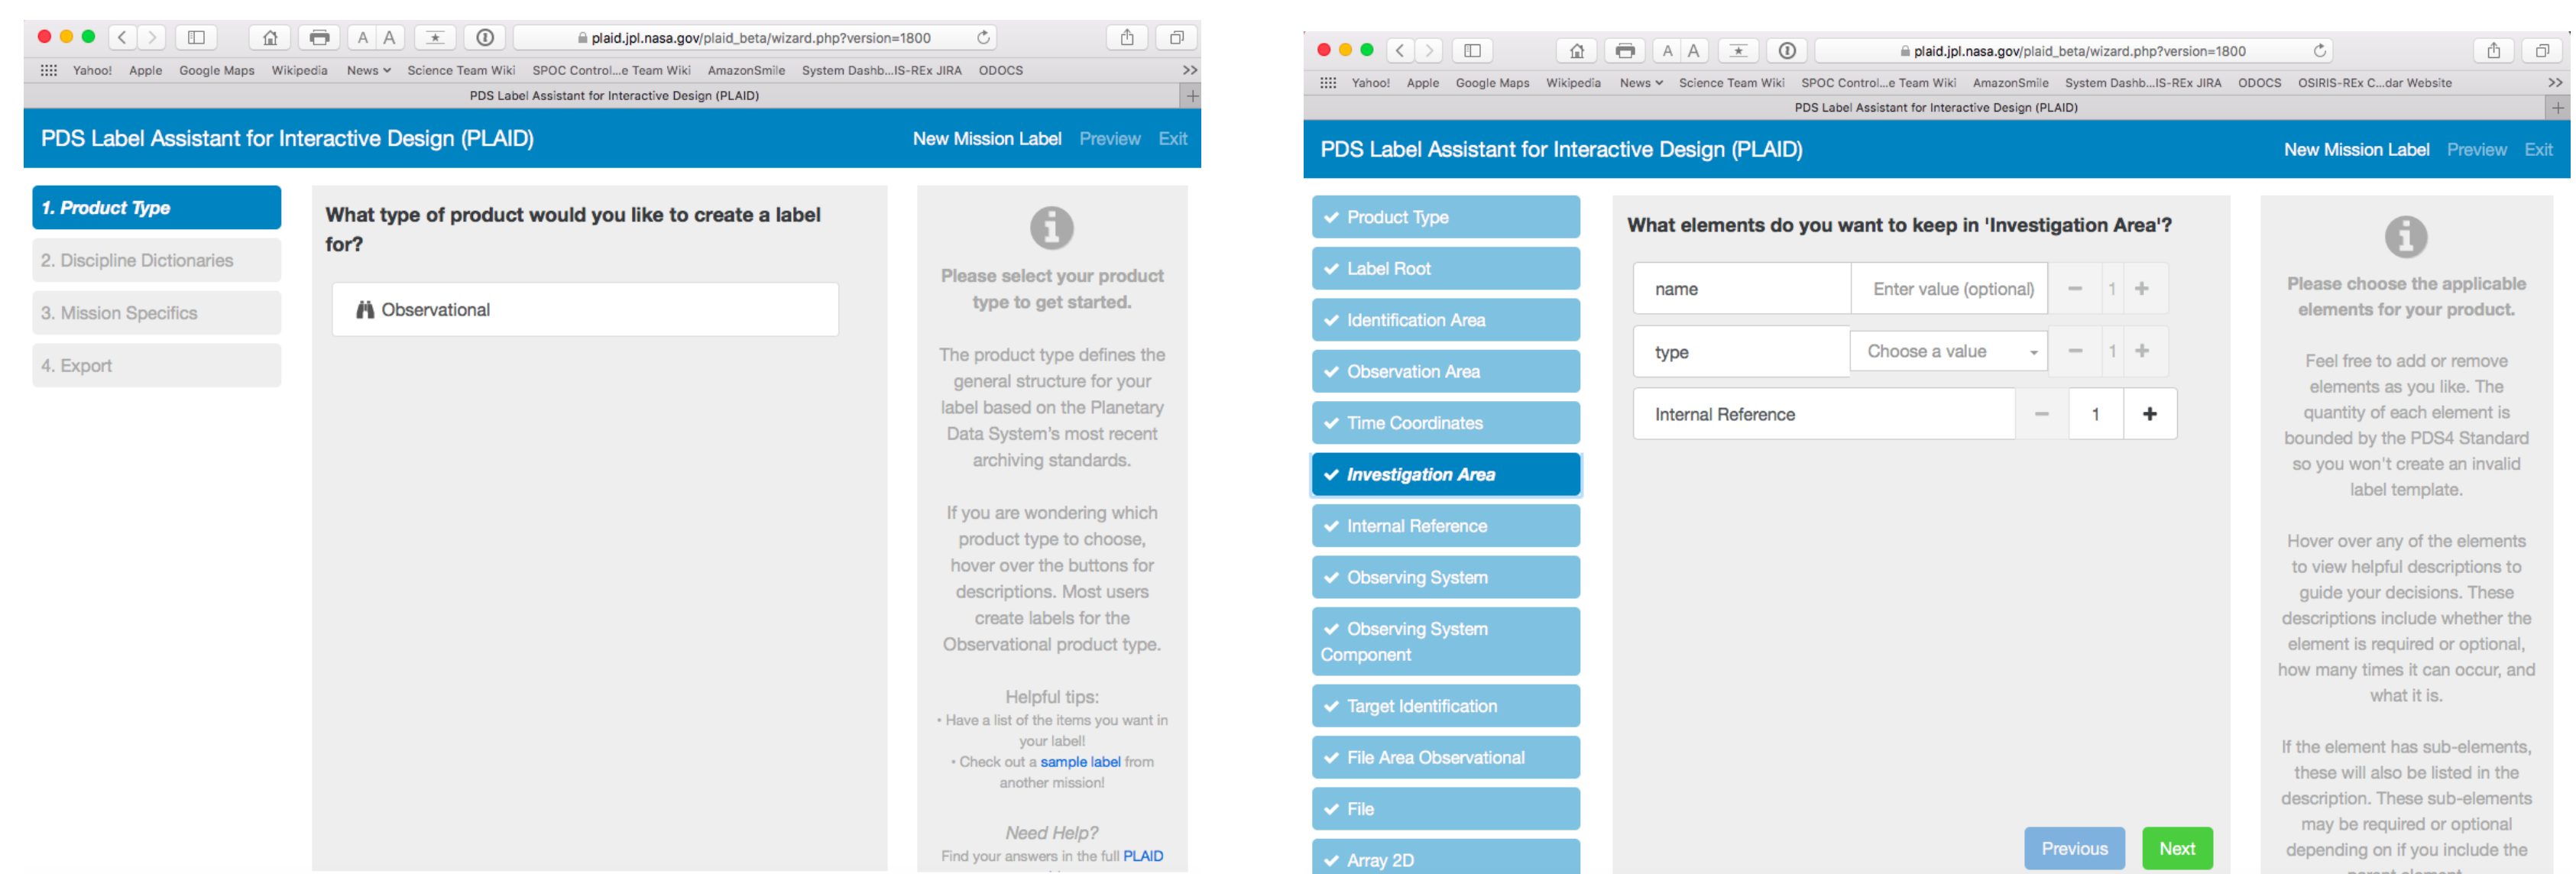 plaid.jpl.nasa.gov/plaid_beta/wizard.php?version=1800
Yahoo! Apple Google Maps Wikipedia News Science Team Wiki SPOC Control...e Team Wiki AmazonSmile System Dashb...IS-REx JIRA ODOCS >>
PDS Label Assistant for Interactive Design (PLAID) +
PDS Label Assistant for Interactive Design (PLAID) New Mission Label Preview Exit
1. Product Type
2. Discipline Dictionaries
3. Mission Specifics
4. Export
What type of product would you like to create a label
for?
Observational
Please select your product
type to get started.
The product type defines the
general structure for your
label based on the Planetary
Data System's most recent
archiving standards.
If you are wondering which
product type to choose,
hover over the buttons for
descriptions. Most users
create labels for the
Observational product type.
Helpful tips:
• Have a list of the items you want in
your label!
• Check out a sample label from
another mission!
Need Help?
Find your answers in the full PLAID
A A plaid.jpl.nasa.gov/plaid_beta/wizard.php?version=1800
Yahoo! Apple Google Maps Wikipedia News Science Team Wiki SPOC Control...e Team Wiki AmazonSmile System Dashb...IS-REx JIRA ODOCS OSIRIS-REx C...dar Website >>
PDS Label Assistant for Interactive Design (PLAID) +
PDS Label Assistant for Interactive Design (PLAID) New Mission Label Preview Exit
Product Type
Label Root
Identification Area
Observation Area
Time Coordinates
Investigation Area
Internal Reference
Observing System
Observing System
Component
Target Identification
File Area Observational
File
Array 2D
What elements do you want to keep in 'Investigation Area'?
name Enter value (optional) − 1 +
type Choose a value − 1 +
Internal Reference − 1 +
Previous Next
Please choose the applicable
elements for your product.
Feel free to add or remove
elements as you like. The
quantity of each element is
bounded by the PDS4 Standard
so you won't create an invalid
label template.
Hover over any of the elements
to view helpful descriptions to
guide your decisions. These
descriptions include whether the
element is required or optional,
how many times it can occur, and
what it is.
If the element has sub-elements,
these will also be listed in the
description. These sub-elements
may be required or optional
depending on if you include the
parent element